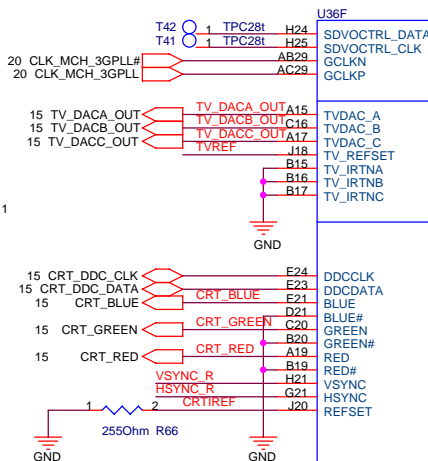 U36F
T42 1 TPC28t H24 SDVOCTRL_DATA
T41 1 TPC28t H25 SDVOCTRL_CLK
20 CLK_MCH_3GPLL# AB29 GCLKN
20 CLK_MCH_3GPLL AC29 GCLKP
15 TV_DACA_OUT TV_DACA_OUT A15 TVDAC_A
15 TV_DACB_OUT TV_DACB_OUT C16 TVDAC_B
15 TV_DACC_OUT TV_DACC_OUT A17 TVDAC_C
TVREF J18 TV_REFSET
B15 TV_IRTNA
B16 TV_IRTNB
B17 TV_IRTNC
1
GND
15 CRT_DDC_CLK E24 DDCCLK
15 CRT_DDC_DATA E23 DDCDATA
15 CRT_BLUE CRT_BLUE E21 BLUE
D21 BLUE#
15 CRT_GREEN CRT_GREEN C20 GREEN
B20 GREEN#
15 CRT_RED CRT_RED A19 RED
B19 RED#
VSYNC_R H21 VSYNC
HSYNC_R G21 HSYNC
1 2 CRTIREF J20 REFSET
255Ohm R66
GND GND